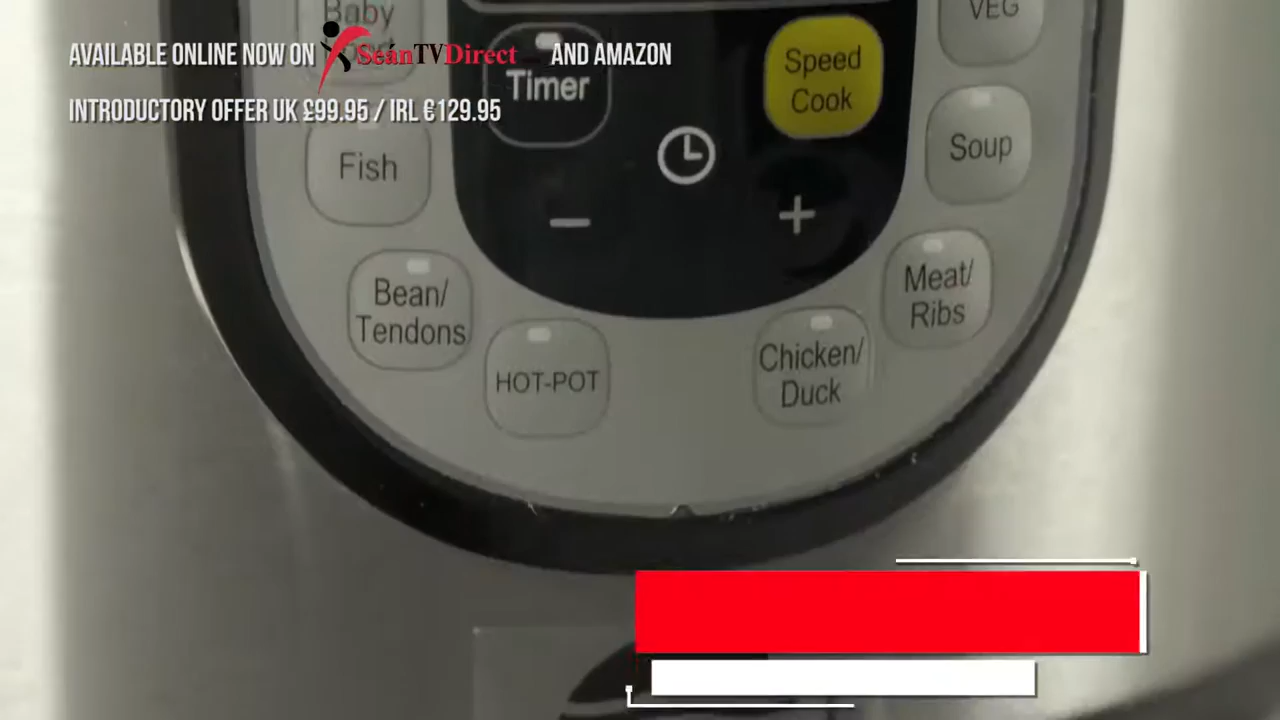 AVAILABLE ONLINE NOW ON SeánTVDirect AND AMAZON
INTRODUCTORY OFFER UK £99.95 / IRL €129.95
Baby
Timer
Speed
Cook
VEG
Fish
Soup
Bean/
Tendons
Meat/
Ribs
HOT-POT
Chicken/
Duck